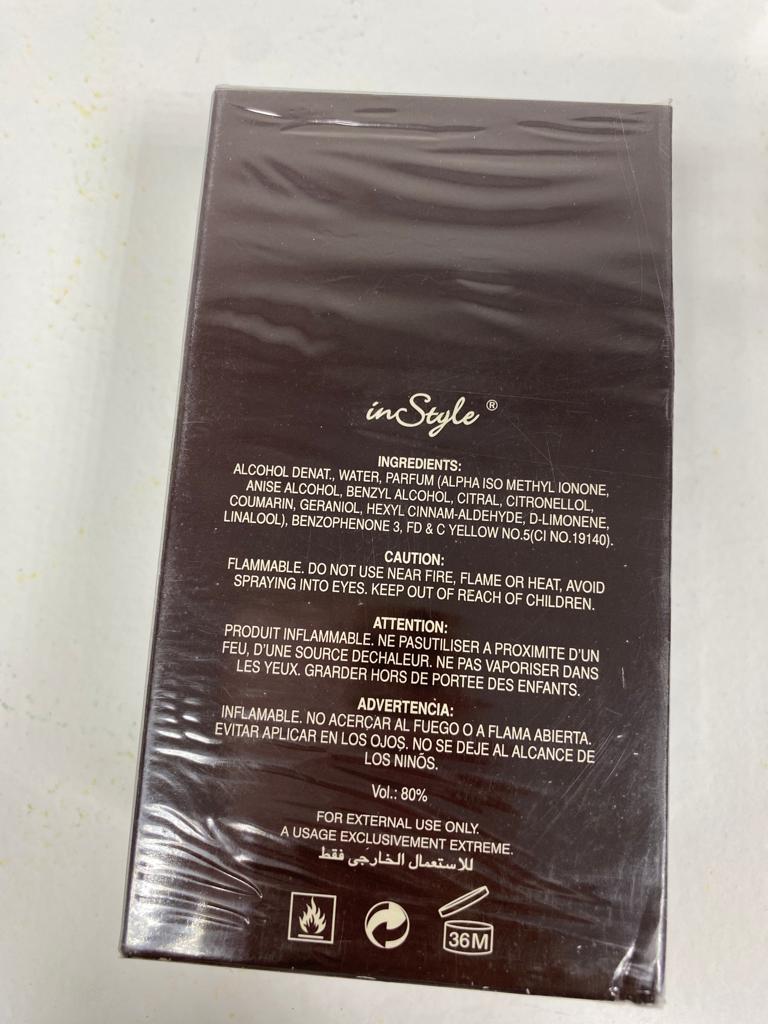 inStyle ®
INGREDIENTS:
ALCOHOL DENAT., WATER, PARFUM (ALPHA ISO METHYL IONONE,
ANISE ALCOHOL, BENZYL ALCOHOL, CITRAL, CITRONELLOL,
COUMARIN, GERANIOL, HEXYL CINNAM-ALDEHYDE, D-LIMONENE,
LINALOOL), BENZOPHENONE 3, FD & C YELLOW NO.5(CI NO.19140).
CAUTION:
FLAMMABLE. DO NOT USE NEAR FIRE, FLAME OR HEAT, AVOID
SPRAYING INTO EYES. KEEP OUT OF REACH OF CHILDREN.
ATTENTION:
PRODUIT INFLAMMABLE. NE PASUTILISER A PROXIMITE D'UN
FEU, D'UNE SOURCE DECHALEUR. NE PAS VAPORISER DANS
LES YEUX. GRARDER HORS DE PORTEE DES ENFANTS.
ADVERTENCIA:
INFLAMABLE. NO ACERÇAR AL FUEGO O A FLAMA ABIERTA.
EVITAR APLICAR EN LOS OJOS. NO SE DEJE AL ALCANCE DE
LOS NINÕS.
Vol.: 80%
FOR EXTERNAL USE ONLY.
A USAGE EXCLUSIVEMENT EXTREME.
للاستعمال الخارجى فقط
36M